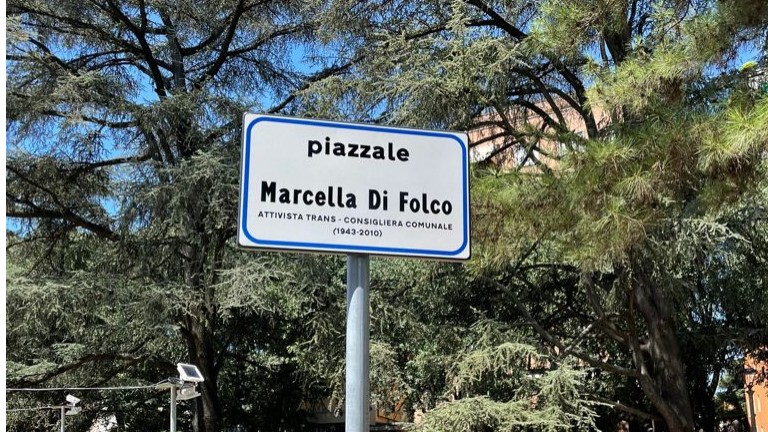 piazzale
Marcella Di Folco
ATTIVISTA TRANS - CONSIGLIERA COMUNALE
(1943-2010)